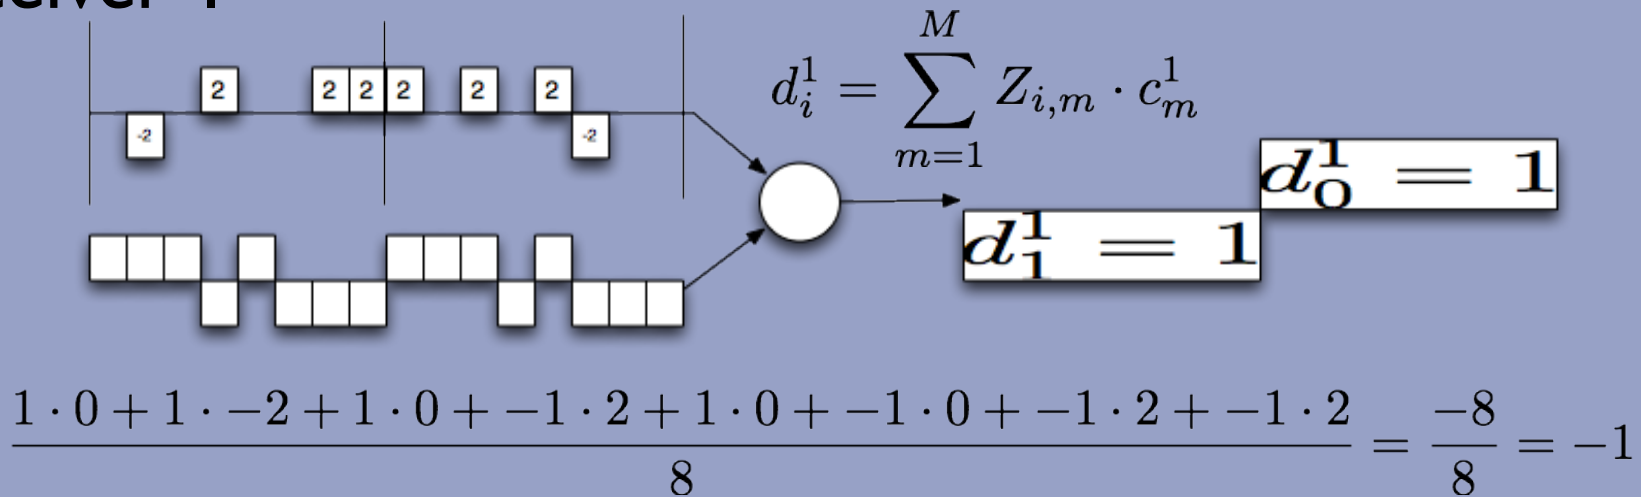 2 2 2 2 2 2
-2 -2
d_i^1 = \sum_{m=1}^{M} Z_{i,m} \cdot c_m^1
d_0^1 = 1
d_1^1 = 1
\frac{1 \cdot 0 + 1 \cdot -2 + 1 \cdot 0 + -1 \cdot 2 + 1 \cdot 0 + -1 \cdot 0 + -1 \cdot 2 + -1 \cdot 2}{8} = \frac{-8}{8} = -1